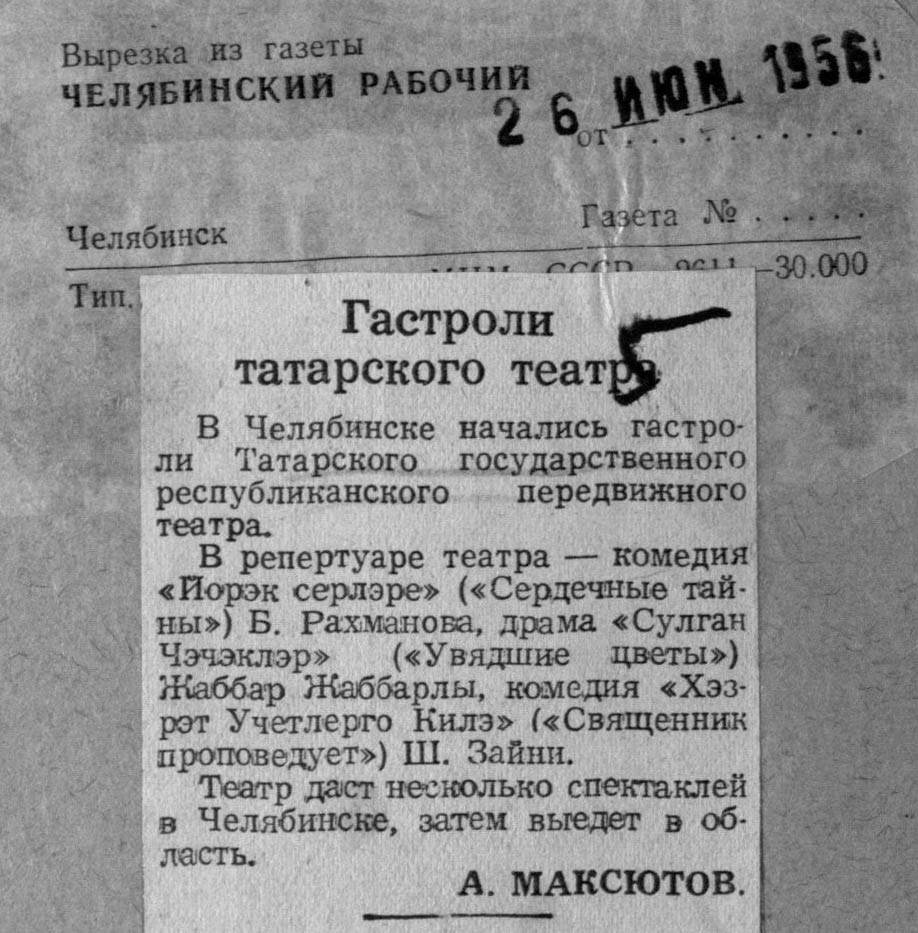 Вырезка из газеты
ЧЕЛЯБИНСКИЙ РАБОЧИЙ
26 ИЮН. 1956
от . . . . . . . . . .
Челябинск Газета № . . . . .
Тип. СССР 30.000
Гастроли
татарского театра
5
В Челябинске начались гастро-
ли Татарского государственного
республиканского передвижного
театра.
В репертуаре театра — комедия
«Йорэк серлэре» («Сердечные тай-
ны») Б. Рахманова, драма «Сулган
Чэчэклэр» («Увядшие цветы»)
Жаббар Жаббарлы, комедия «Хэз-
рэт Учетлерго Килэ» («Священник
проповедует») Ш. Зайни.
Театр даст несколько спектаклей
в Челябинске, затем выедет в об-
ласть.
А. МАКСЮТОВ.